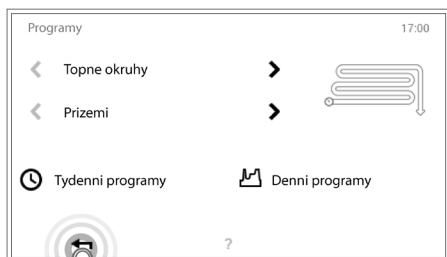 Programy 17:00
Topne okruhy
Prizemi
Tydenni programy Denni programy
?